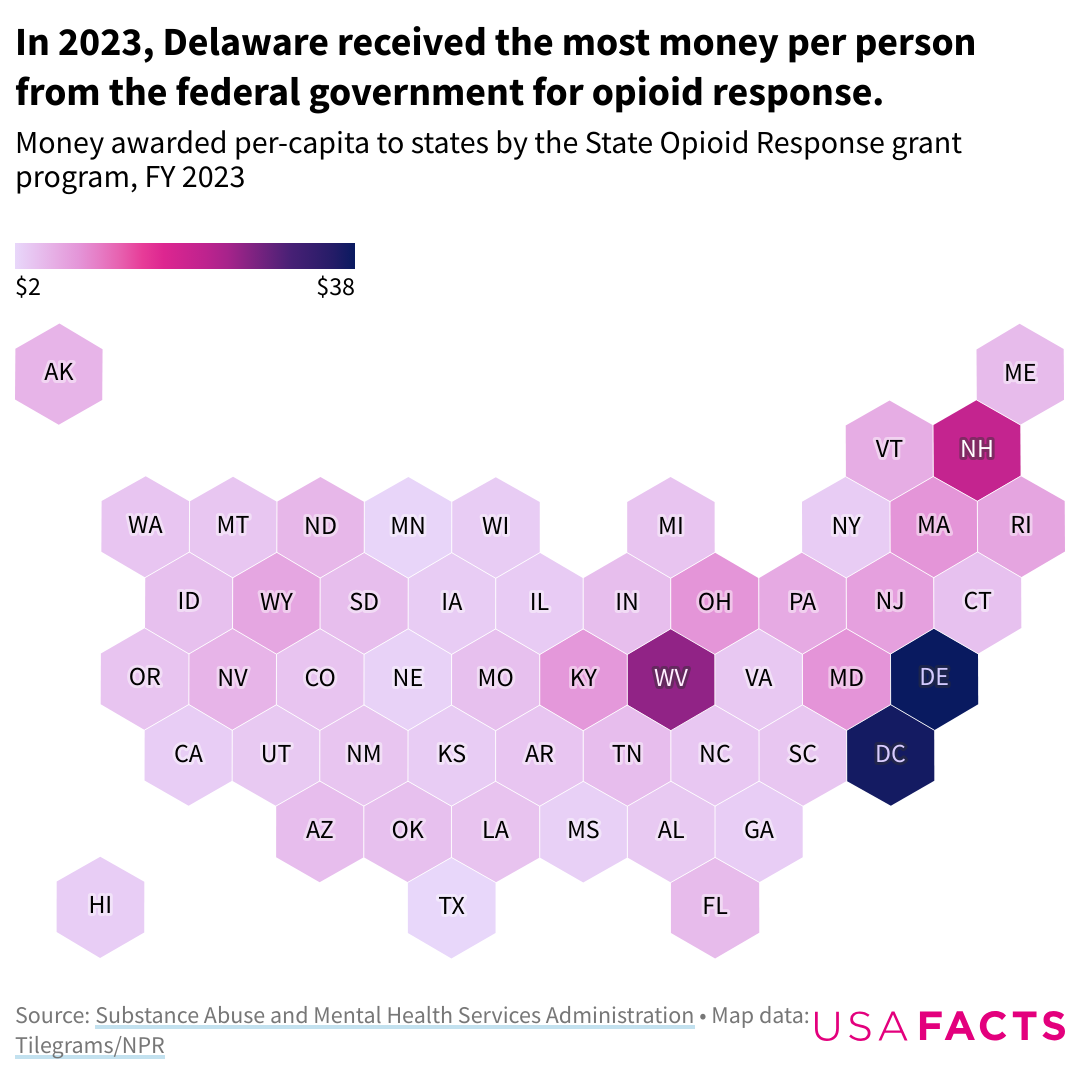 In 2023, Delaware received the most money per person
from the federal government for opioid response.
Money awarded per-capita to states by the State Opioid Response grant
program, FY 2023
$2 $38
AK ME
VT NH
WA MT ND MN WI MI NY MA RI
ID WY SD IA IL IN OH PA NJ CT
OR NV CO NE MO KY WV VA MD DE
CA UT NM KS AR TN NC SC DC
AZ OK LA MS AL GA
HI TX FL
Source: Substance Abuse and Mental Health Services Administration • Map data:
Tilegrams/NPR
USAFACTS